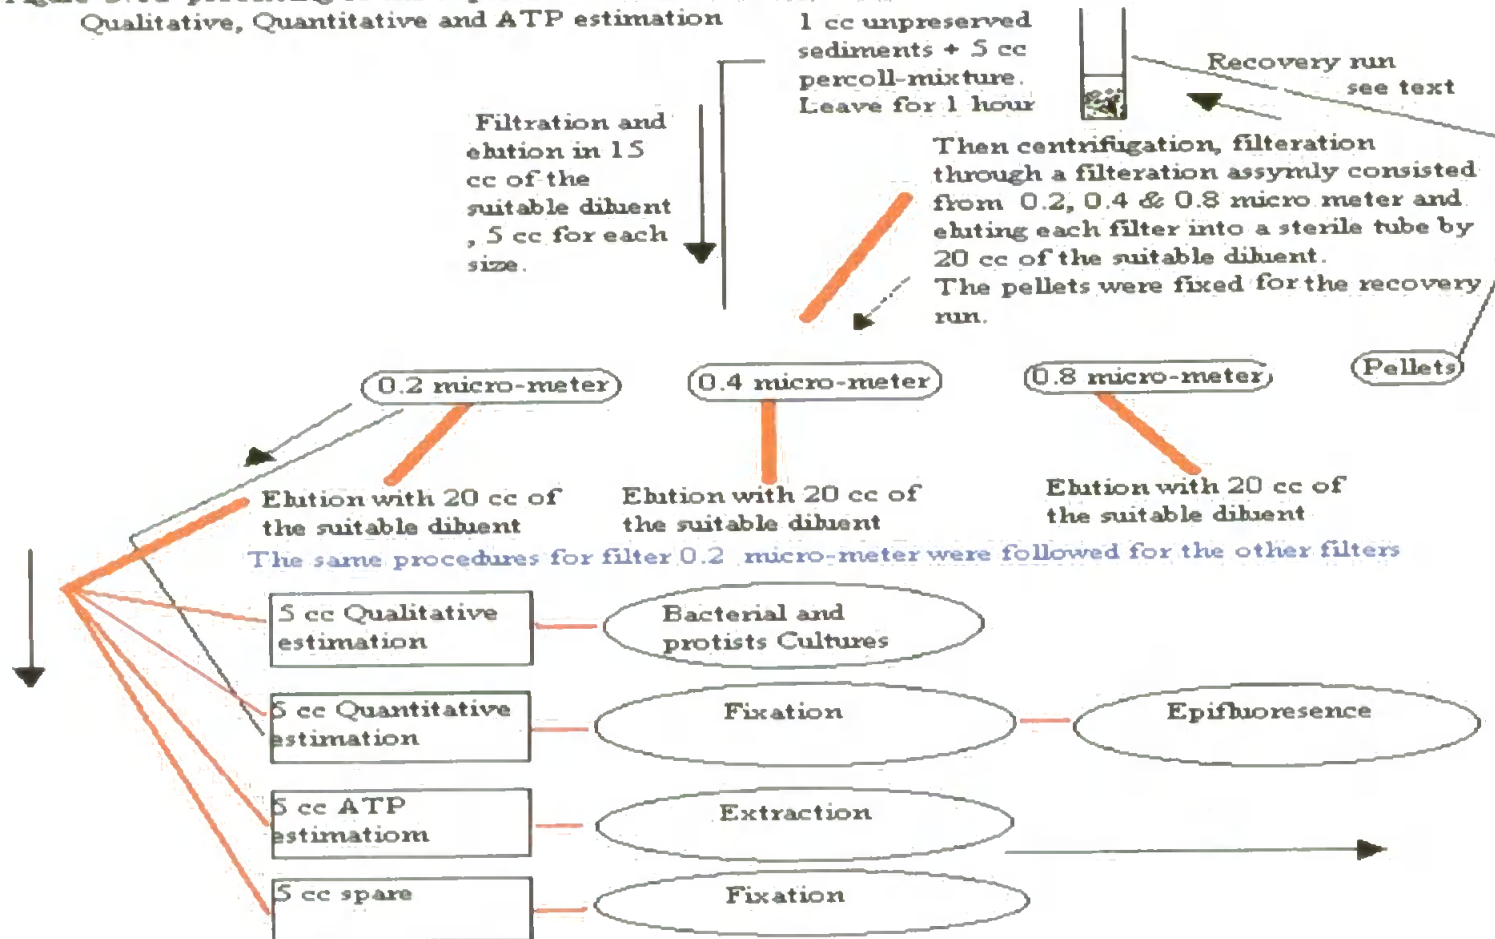 Qualitative, Quantitative and ATP estimation
1 cc unpreserved
sediments + 5 cc
percoll-mixture.
Leave for 1 hour
Recovery run
see text
Filtration and
elution in 15
cc of the
suitable diluent
, 5 cc for each
size.
Then centrifugation, filteration
through a filteration assymly consisted
from 0.2, 0.4 & 0.8 micro meter and
eluting each filter into a sterile tube by
20 cc of the suitable diluent.
The pellets were fixed for the recovery
run.
0.2 micro-meter
0.4 micro-meter
0.8 micro-meter
Pellets
Elution with 20 cc of
the suitable diluent
Elution with 20 cc of
the suitable diluent
Elution with 20 cc of
the suitable diluent
The same procedures for filter 0.2 micro-meter were followed for the other filters
5 cc Qualitative
estimation
Bacterial and
protists Cultures
5 cc Quantitative
estimation
Fixation
Epifluoresence
5 cc ATP
estimatiom
Extraction
5 cc spare
Fixation